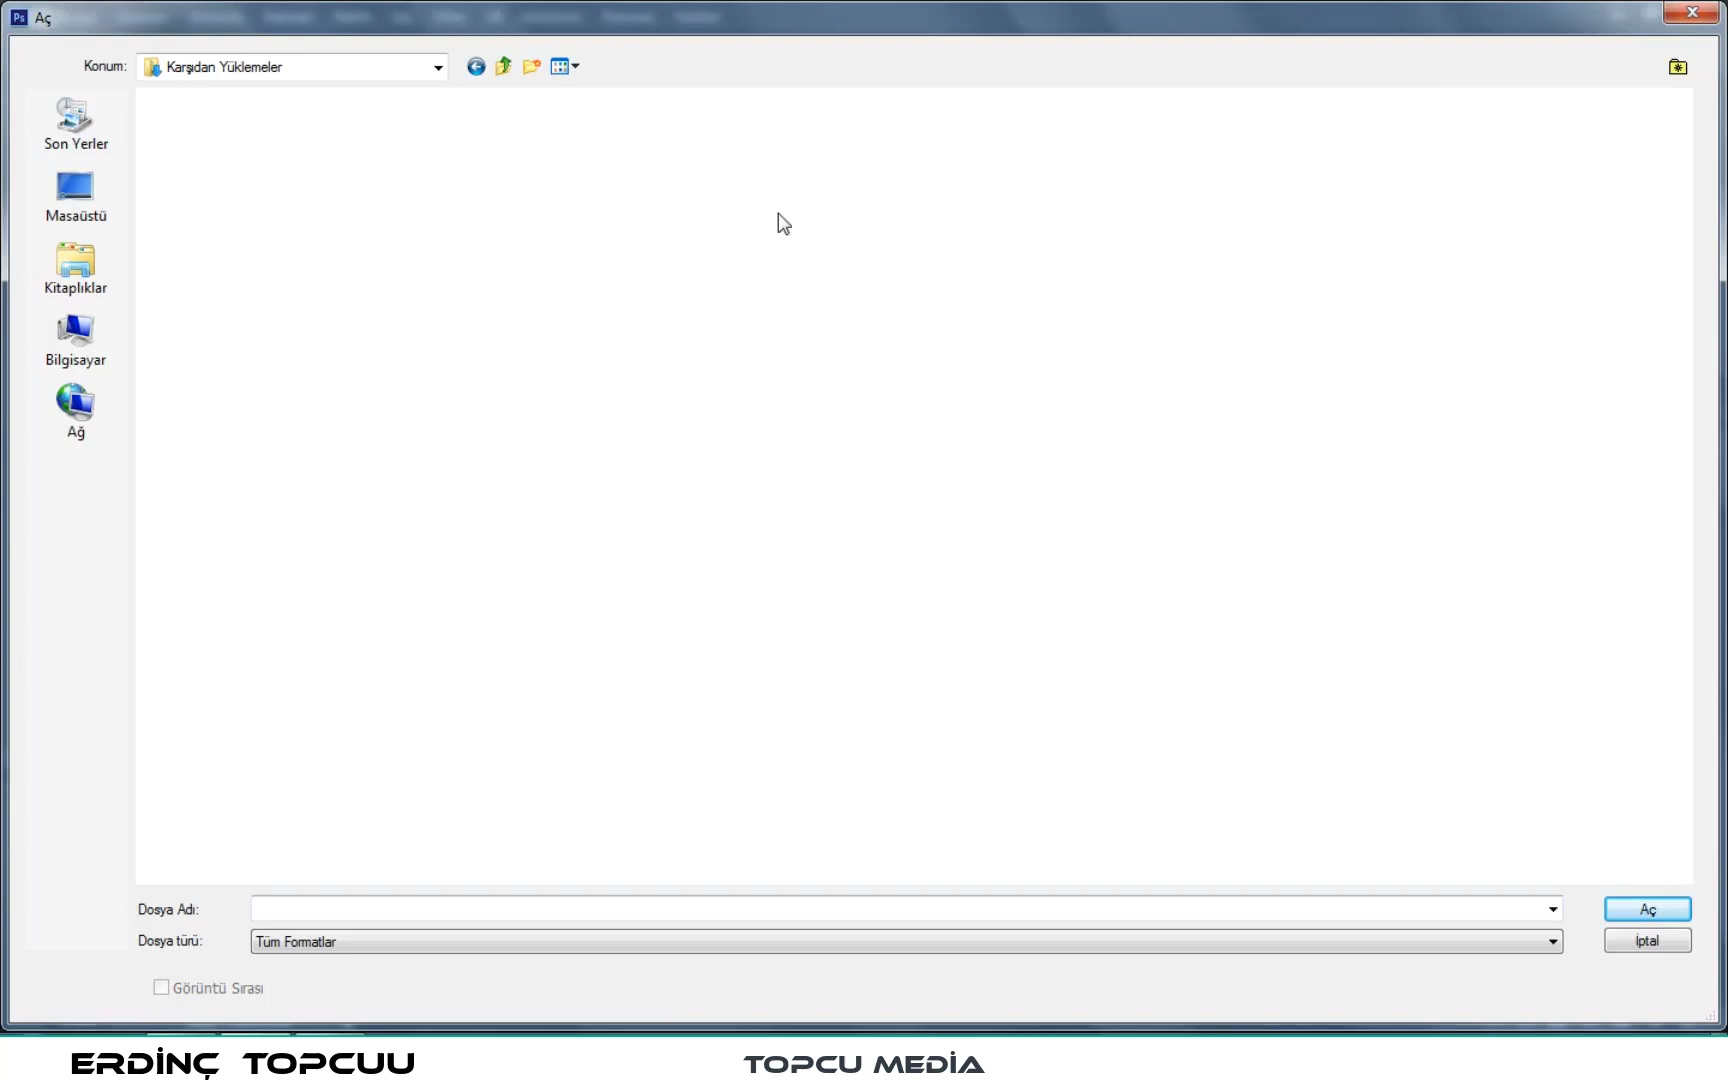 Ps Aç
Konum: Karşıdan Yüklemeler
Son Yerler
Masaüstü
Kitaplıklar
Bilgisayar
Ağ
Dosya Adı: Aç
Dosya türü: Tüm Formatlar İptal
Görüntü Sırası
ERDİNÇ TOPCUU TOPCU MEDİA